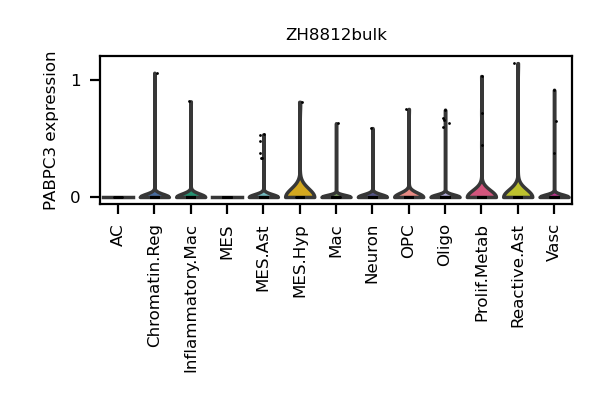 ZH8812bulk
PABPC3 expression
1
0
AC
Chromatin.Reg
Inflammatory.Mac
MES
MES.Ast
MES.Hyp
Mac
Neuron
OPC
Oligo
Prolif.Metab
Reactive.Ast
Vasc